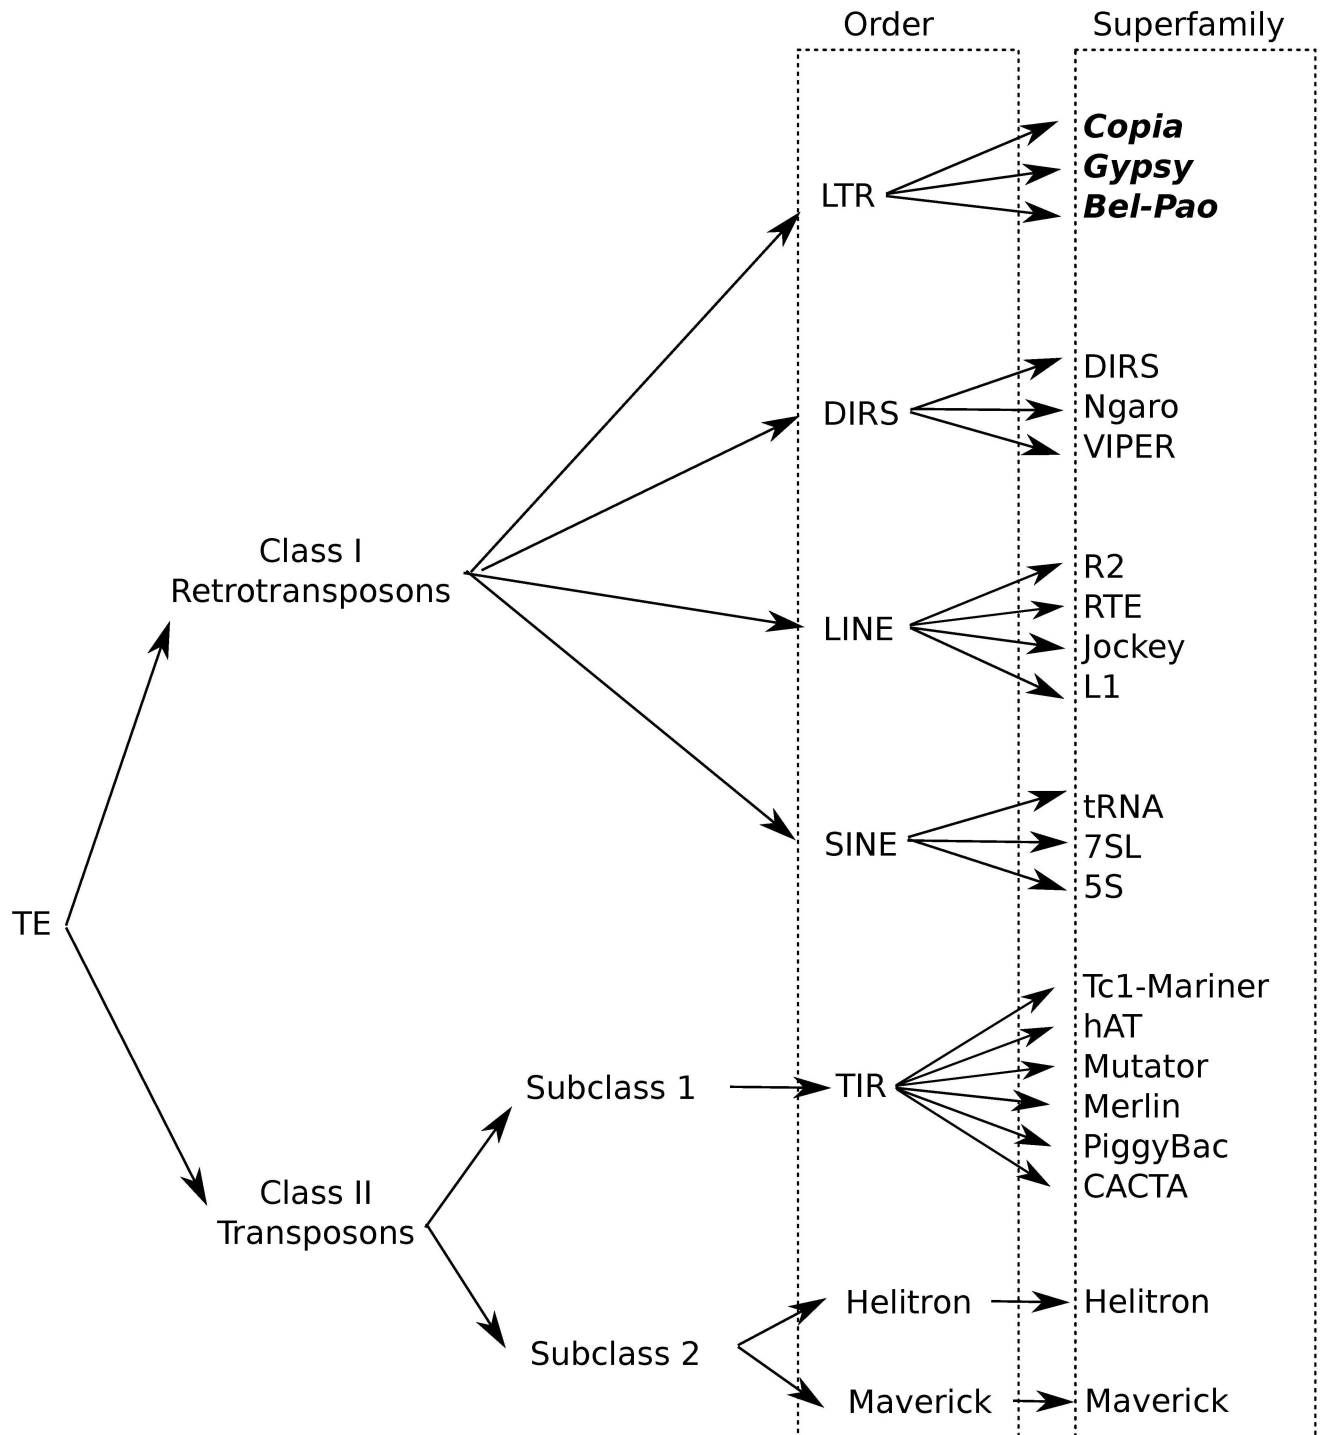 Order
Superfamily
LTR
Copia
Gypsy
Bel-Pao
DIRS
DIRS
Ngaro
VIPER
Class I
Retrotransposons
LINE
R2
RTE
Jockey
L1
SINE
tRNA
7SL
5S
TE
Subclass 1
TIR
Tc1-Mariner
hAT
Mutator
Merlin
PiggyBac
CACTA
Class II
Transposons
Subclass 2
Helitron
Helitron
Maverick
Maverick